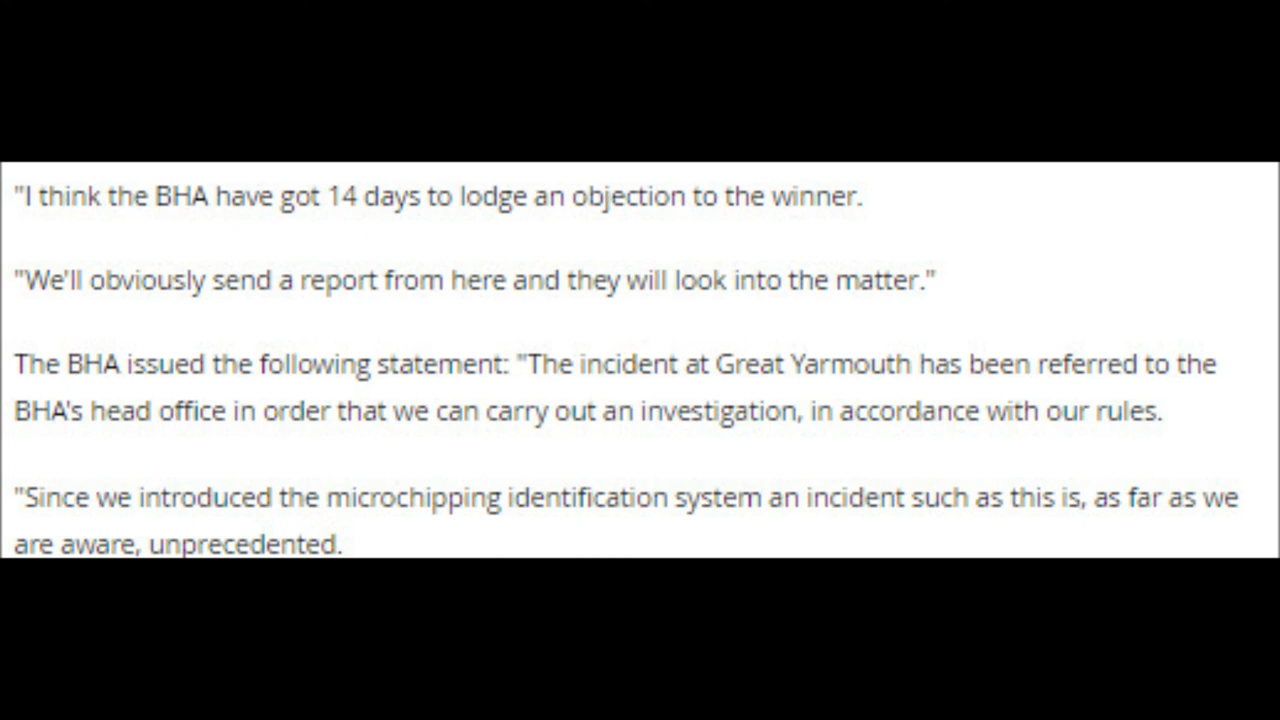 "I think the BHA have got 14 days to lodge an objection to the winner.
"We'll obviously send a report from here and they will look into the matter."
The BHA issued the following statement: "The incident at Great Yarmouth has been referred to the
BHA's head office in order that we can carry out an investigation, in accordance with our rules.
"Since we introduced the microchipping identification system an incident such as this is, as far as we
are aware, unprecedented.